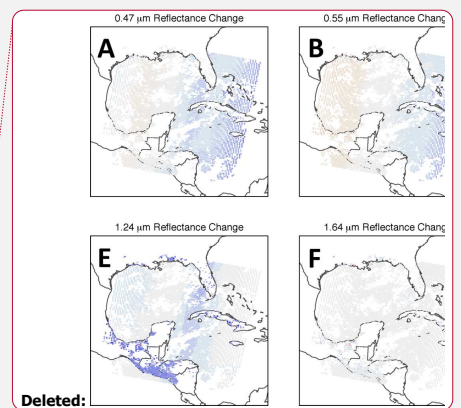 0.47 μm Reflectance Change
0.55 μm Reflectance Chang
A
B
1.24 μm Reflectance Change
1.64 μm Reflectance Chang
E
F
Deleted: